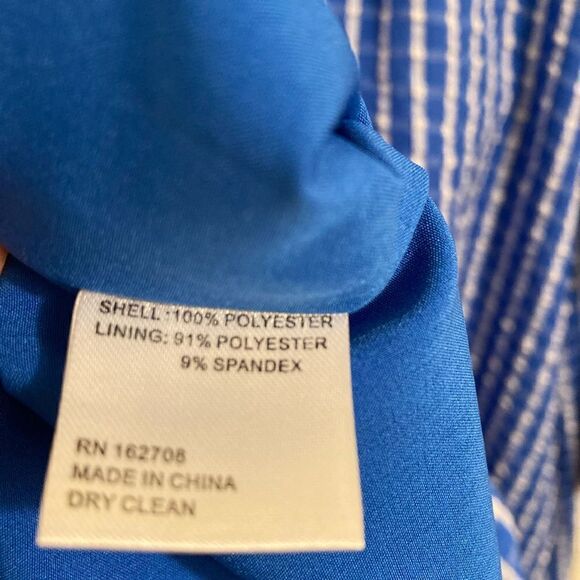 SHELL :100% POLYESTER
LINING: 91% POLYESTER
9% SPANDEX
RN 162708
MADE IN CHINA
DRY CLEAN